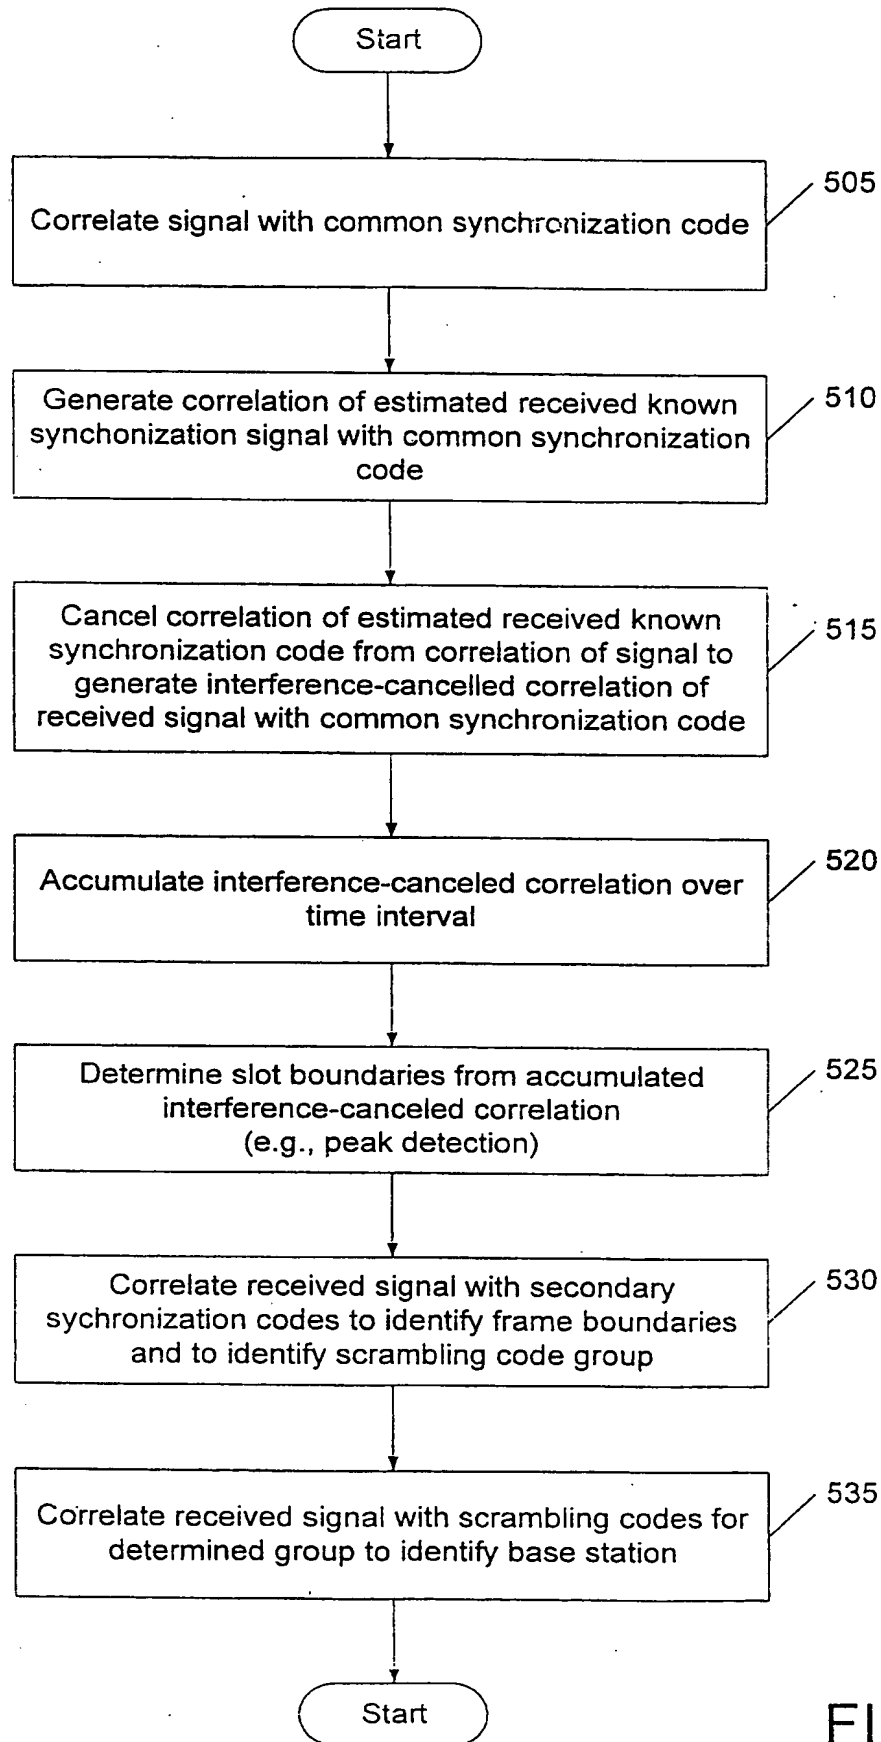 Start
505
Correlate signal with common synchronization code
510
Generate correlation of estimated received known
synchonization signal with common synchronization
code
515
Cancel correlation of estimated received known
synchronization code from correlation of signal to
generate interference-cancelled correlation of
received signal with common synchronization code
520
Accumulate interference-canceled correlation over
time interval
525
Determine slot boundaries from accumulated
interference-canceled correlation
(e.g., peak detection)
530
Correlate received signal with secondary
sychronization codes to identify frame boundaries
and to identify scrambling code group
535
Correlate received signal with scrambling codes for
determined group to identify base station
Start